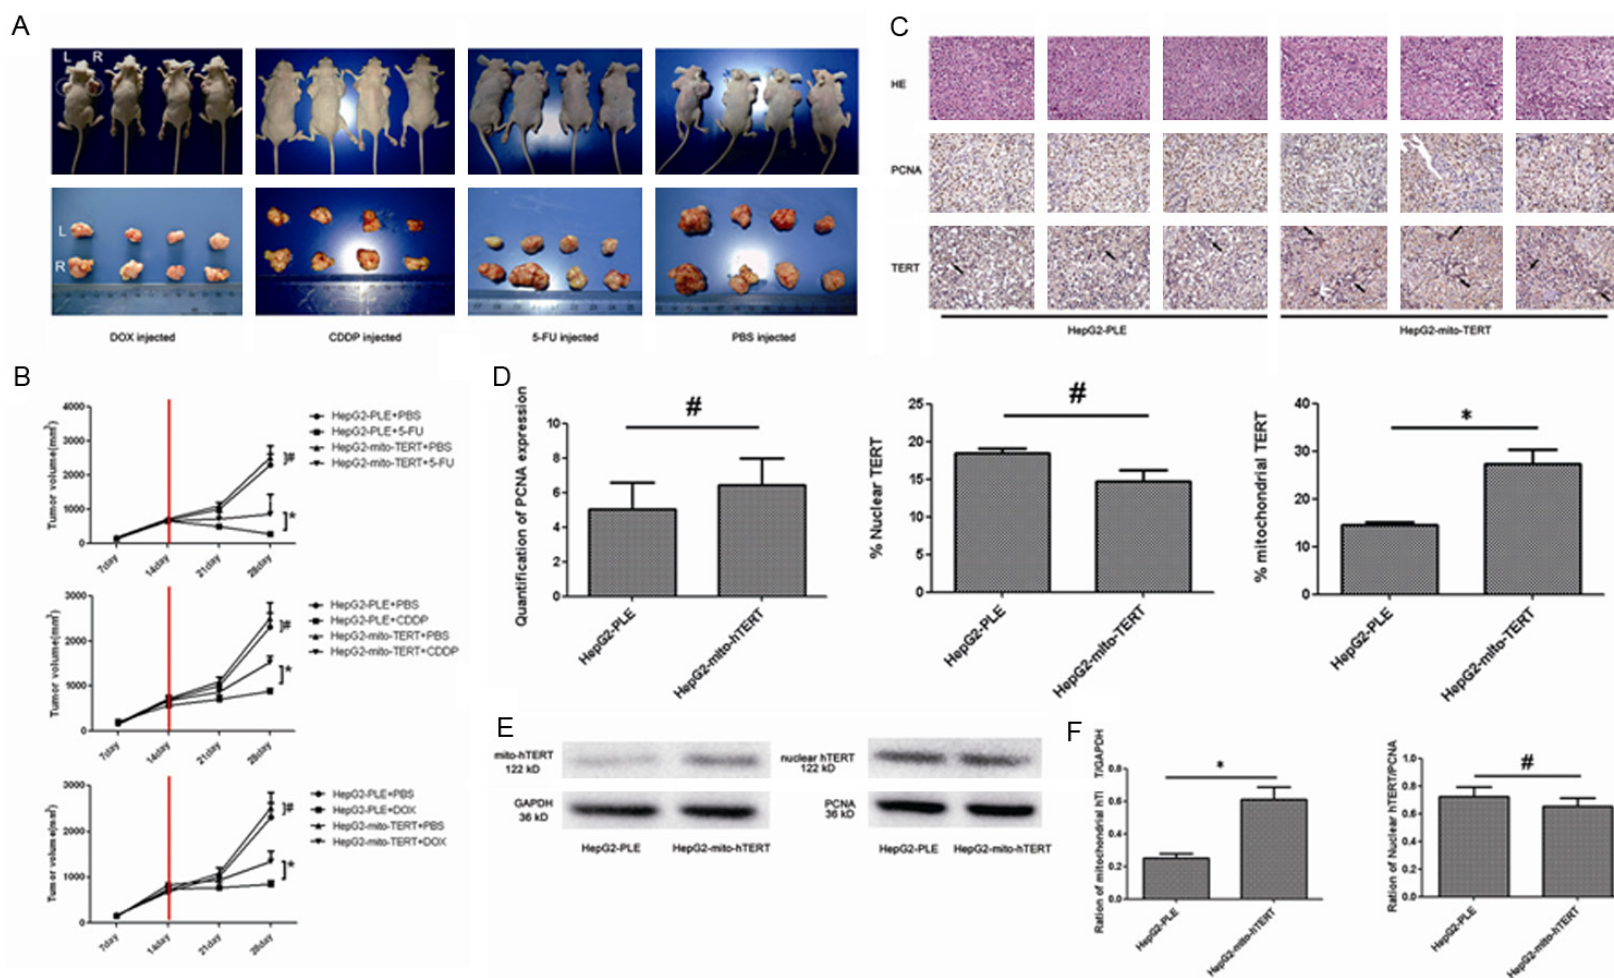 A
L R
L
R
DOX injected
CDDP injected
5-FU injected
PBS injected
C
HE
PCNA
TERT
HepG2-PLE
HepG2-mito-TERT
B
Tumor volume(mm3)
4000
3000
2000
1000
0
7day
14day
21day
28day
HepG2-PLE+PBS
HepG2-PLE+5-FU
HepG2-mito-TERT+PBS
HepG2-mito-TERT+5-FU
#
*
Tumor volume(mm3)
3000
2000
1000
0
7day
14day
21day
28day
HepG2-PLE+PBS
HepG2-PLE+CDDP
HepG2-mito-TERT+PBS
HepG2-mito-TERT+CDDP
#
*
Tumor volume(mm3)
3000
2000
1000
0
7day
14day
21day
28day
HepG2-PLE+PBS
HepG2-PLE+DOX
HepG2-mito-TERT+PBS
HepG2-mito-TERT+DOX
#
*
D
Quantification of PCNA expression
10
8
6
4
2
0
#
HepG2-PLE
HepG2-mito-hTERT
% Nuclear TERT
25
20
15
10
5
0
#
HepG2-PLE
HepG2-mito-TERT
% mitochondrial TERT
40
30
20
10
0
*
HepG2-PLE
HepG2-mito-TERT
E
mito-hTERT
122 kD
GAPDH
36 kD
HepG2-PLE
HepG2-mito-hTERT
nuclear hTERT
122 kD
PCNA
36 kD
HepG2-PLE
HepG2-mito-hTERT
F
Ration of mitochondrial hTI T/GAPDH
0.8
0.6
0.4
0.2
0.0
*
HepG2-PLE
HepG2-mito-hTERT
Ration of Nuclear hTERT/PCNA
1.0
0.8
0.6
0.4
0.2
0.0
#
HepG2-PLE
HepG2-mito-hTERT